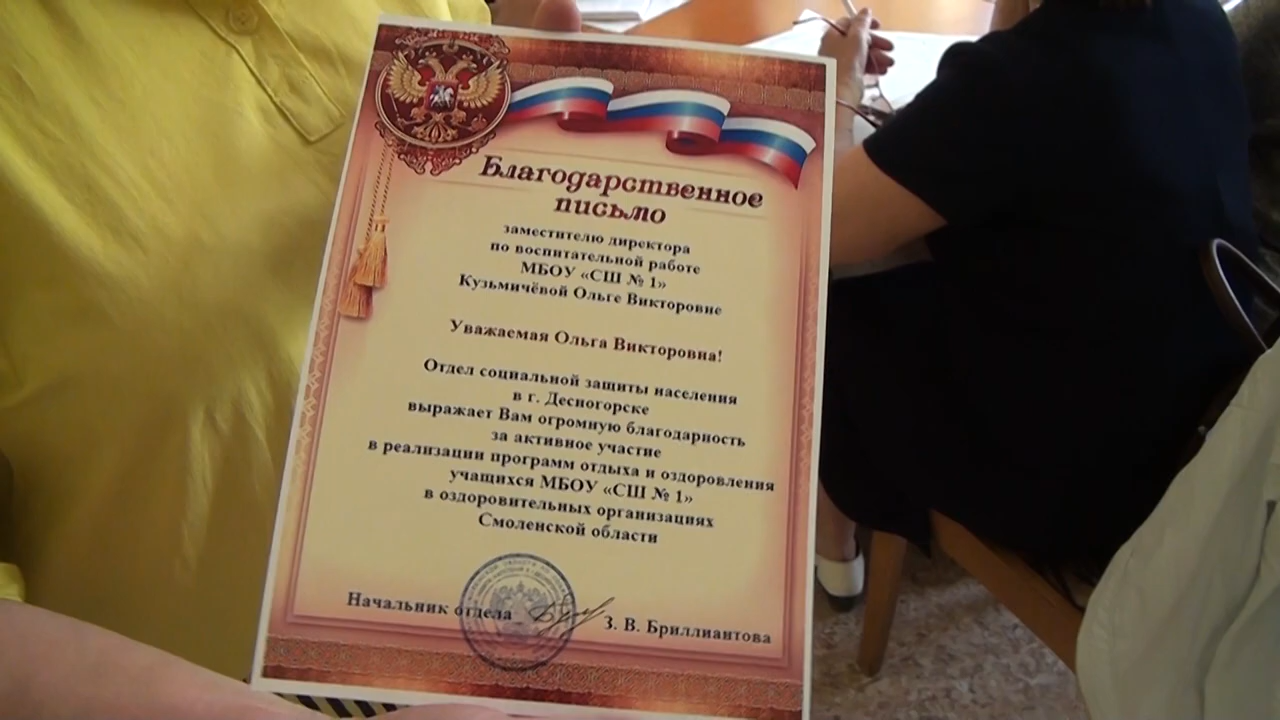 Благодарственное
письмо
заместителю директора
по воспитательной работе
МБОУ «СШ № 1»
Кузьмичёвой Ольге Викторовне
Уважаемая Ольга Викторовна!
Отдел социальной защиты населения
в г. Десногорске
выражает Вам огромную благодарность
за активное участие
в реализации программ отдыха и оздоровления
учащихся МБОУ «СШ № 1»
в оздоровительных организациях
Смоленской области
Начальник отдела З. В. Бриллиантова